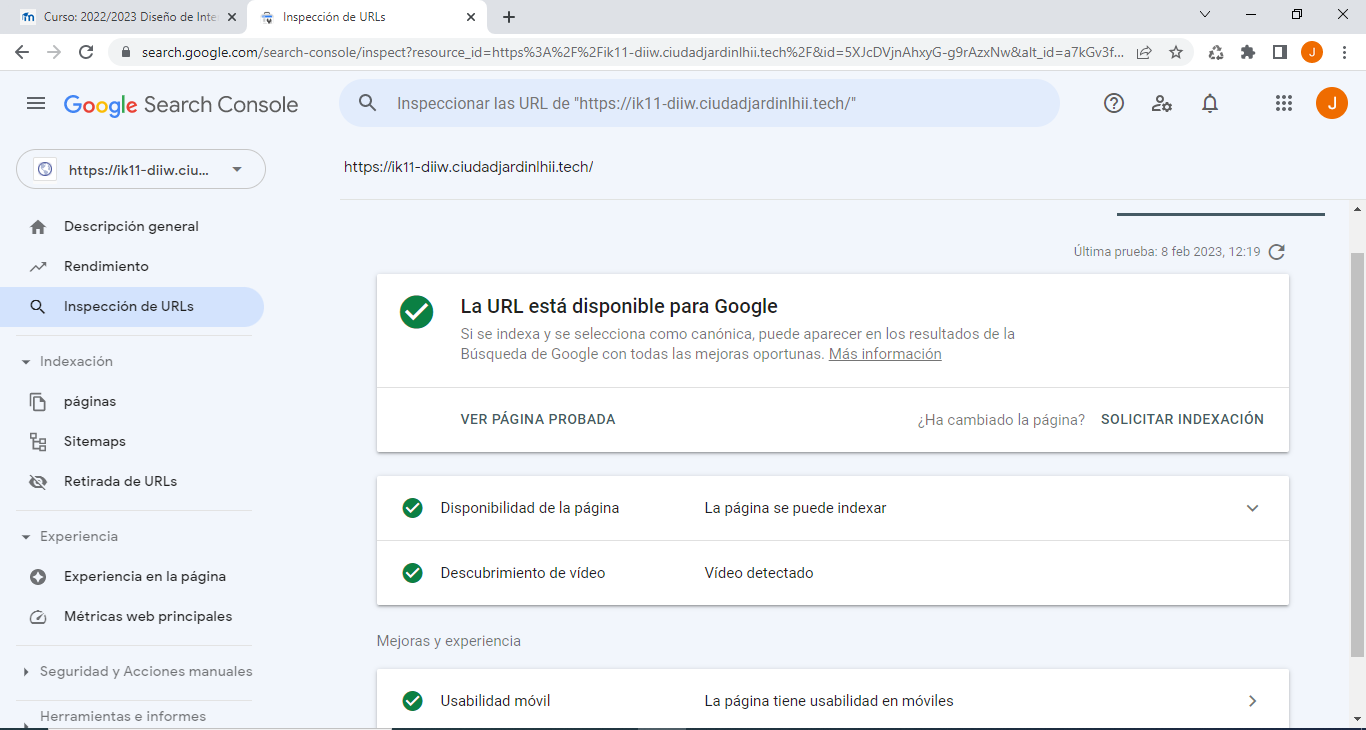 Curso: 2022/2023 Diseño de Inte
Inspección de URLs
search.google.com/search-console/inspect?resource_id=https%3A%2F%2Fik11-diiw.ciudadjardinlhii.tech%2F&id=5XJcDVjnAhxyG-g9rAzxNw&alt_id=a7kGv3f...
J
Google Search Console
Inspeccionar las URL de "https://ik11-diiw.ciudadjardinlhii.tech/"
J
https://ik11-diiw.ciu...
https://ik11-diiw.ciudadjardinlhii.tech/
Descripción general
Rendimiento
Inspección de URLs
Indexación
páginas
Sitemaps
Retirada de URLs
Experiencia
Experiencia en la página
Métricas web principales
Seguridad y Acciones manuales
Herramientas e informes
Última prueba: 8 feb 2023, 12:19
La URL está disponible para Google
Si se indexa y se selecciona como canónica, puede aparecer en los resultados de la
Búsqueda de Google con todas las mejoras oportunas. Más información
VER PÁGINA PROBADA
¿Ha cambiado la página? SOLICITAR INDEXACIÓN
Disponibilidad de la página La página se puede indexar
Descubrimiento de vídeo Vídeo detectado
Mejoras y experiencia
Usabilidad móvil La página tiene usabilidad en móviles